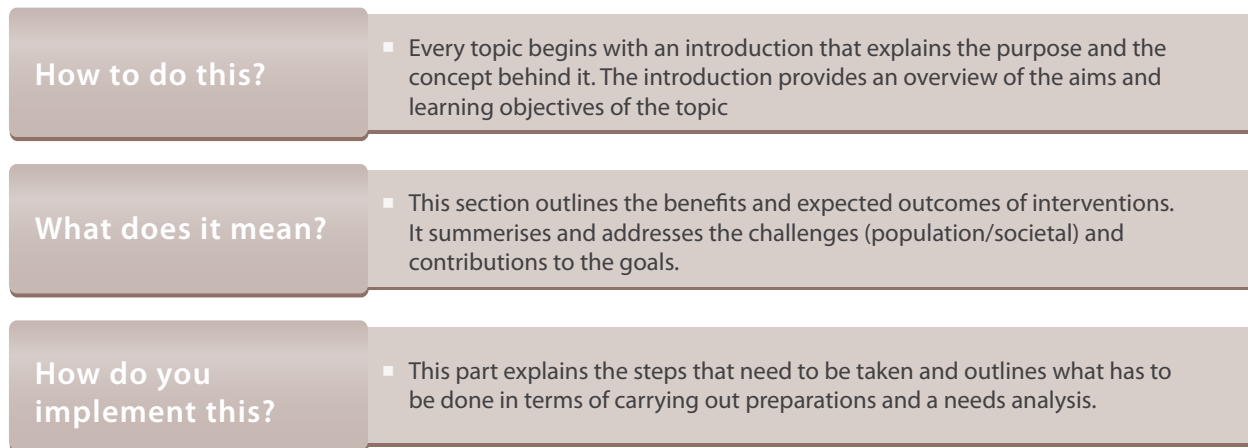 How to do this?
Every topic begins with an introduction that explains the purpose and the
concept behind it. The introduction provides an overview of the aims and
learning objectives of the topic
What does it mean?
This section outlines the benefits and expected outcomes of interventions.
It summerises and addresses the challenges (population/societal) and
contributions to the goals.
How do you
implement this?
This part explains the steps that need to be taken and outlines what has to
be done in terms of carrying out preparations and a needs analysis.